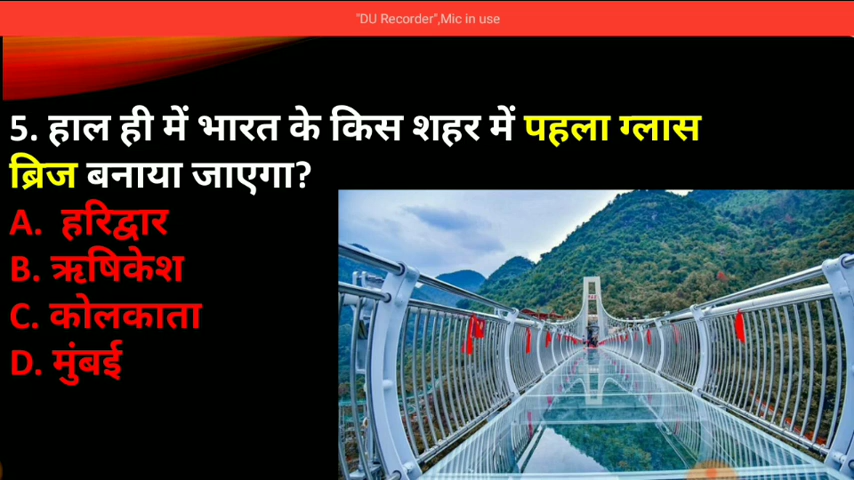 "DU Recorder",Mic in use
5. हाल ही में भारत के किस शहर में पहला ग्लास
ब्रिज बनाया जाएगा?
A. हरिद्वार
B. ऋषिकेश
C. कोलकाता
D. मुंबई